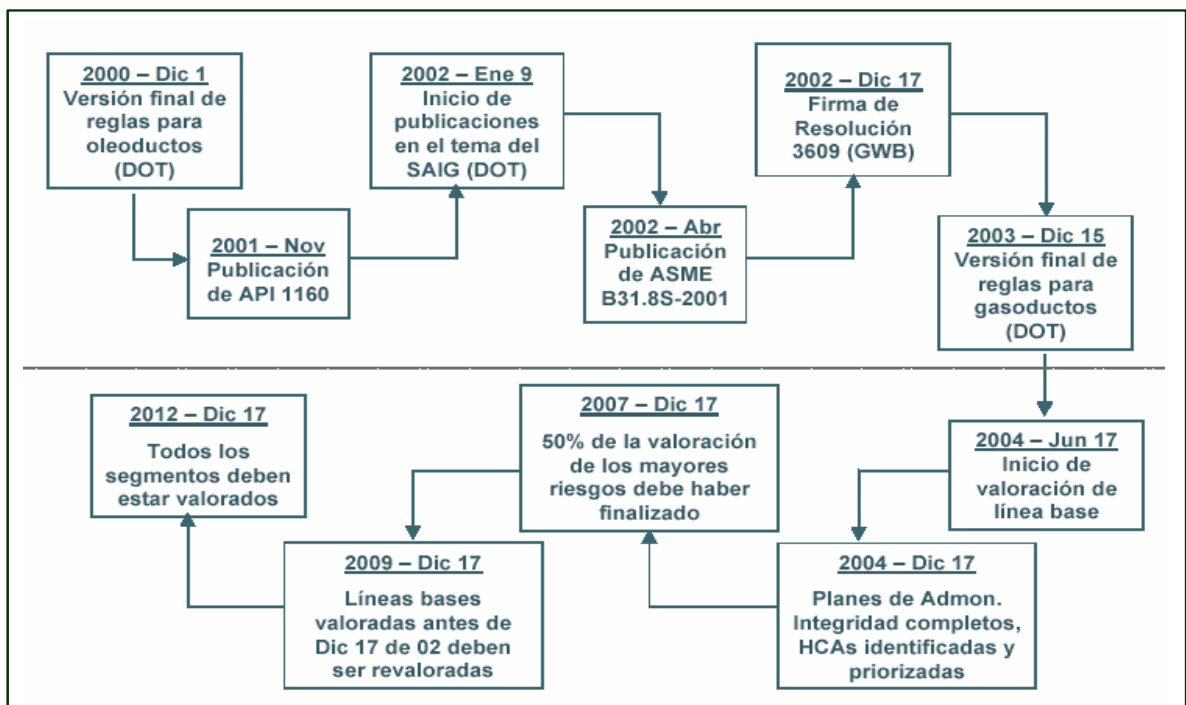 2000 – Dic 1
Versión final de
reglas para
oleoductos
(DOT)
2001 – Nov
Publicación
de API 1160
2002 – Ene 9
Inicio de
publicaciones
en el tema del
SAIG (DOT)
2002 – Abr
Publicación
de ASME
B31.8S-2001
2002 – Dic 17
Firma de
Resolución
3609 (GWB)
2003 – Dic 15
Versión final de
reglas para
gasoductos
(DOT)
2004 – Jun 17
Inicio de
valoración de
línea base
2004 – Dic 17
Planes de Admon.
Integridad completos,
HCAs identificadas y
priorizadas
2007 – Dic 17
50% de la valoración
de los mayores
riesgos debe haber
finalizado
2009 – Dic 17
Líneas bases
valoradas antes de
Dic 17 de 02 deben
ser revaloradas
2012 – Dic 17
Todos los
segmentos deben
estar valorados